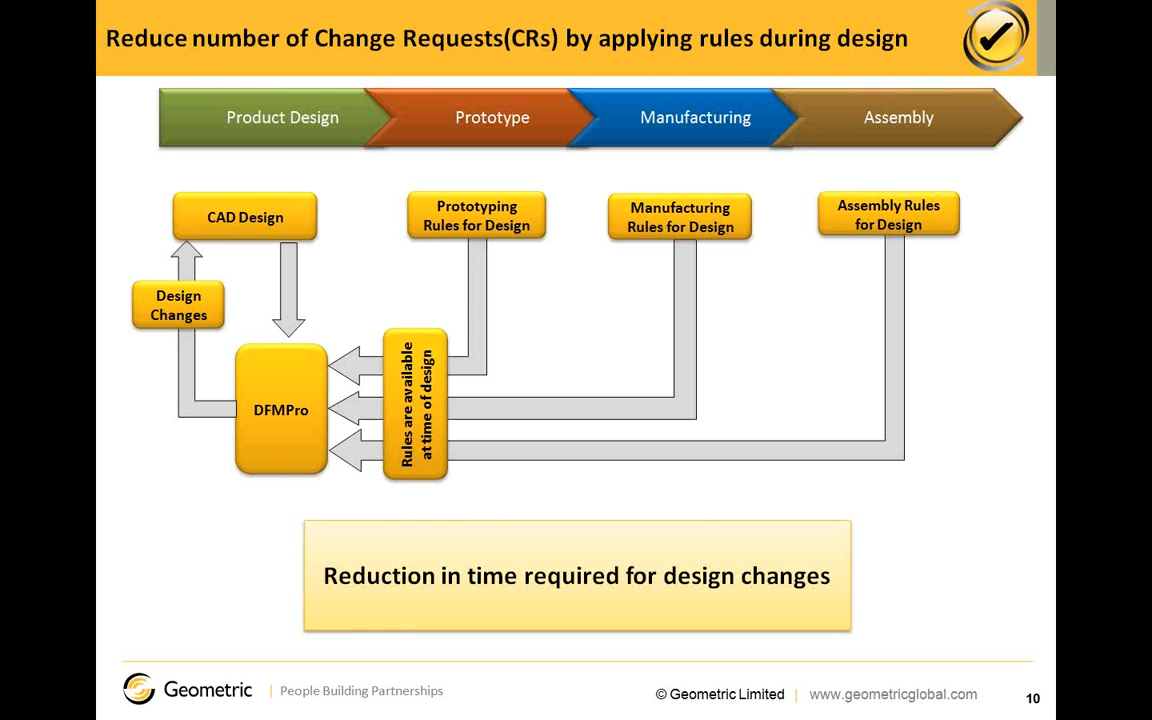 Reduce number of Change Requests(CRs) by applying rules during design
Product Design
Prototype
Manufacturing
Assembly
CAD Design
Prototyping
Rules for Design
Manufacturing
Rules for Design
Assembly Rules
for Design
Design
Changes
DFMPro
Rules are available
at time of design
Reduction in time required for design changes
Geometric
People Building Partnerships
© Geometric Limited
www.geometricglobal.com
10